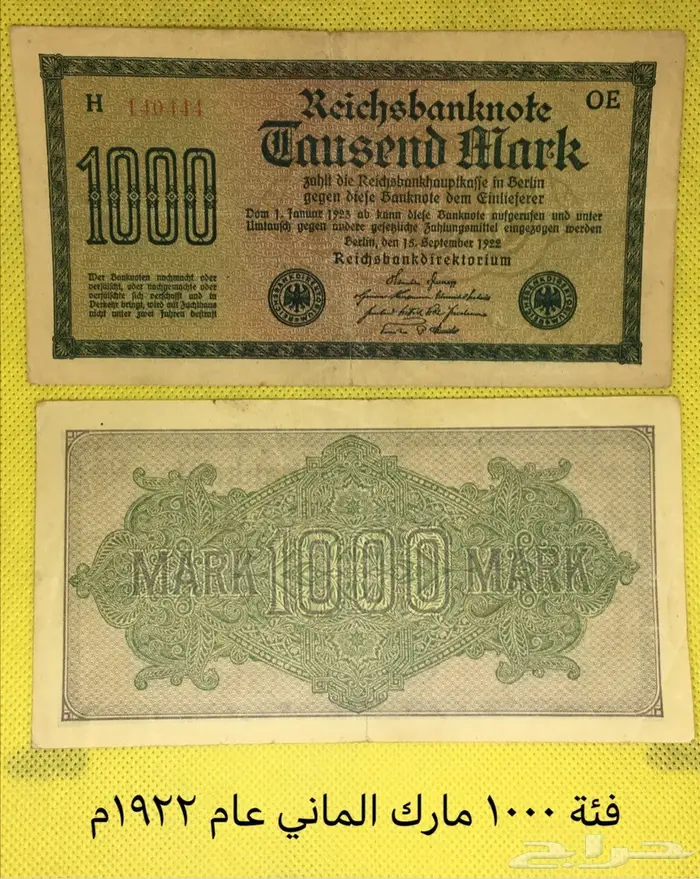 H 140444
OE
Reichsbanknote
1000
Tausend Mark
zahlt die Reichsbankhauptkasse in Berlin
gegen diese Banknote dem Einlieferer
Vom 1. Januar 1923 ab kann diese Banknote aufgerufen und unter
Umtausch gegen andere gesetzliche Zahlungsmittel eingezogen werden
Berlin, den 15. September 1922
Reichsbankdirektorium
Wer Banknoten nachmacht oder
verfälscht, oder nachgemachte oder
verfälschte sich verschafft und in
Verkehr bringt, wird mit Zuchthaus
nicht unter zwei Jahren bestraft
REICHSBANKDIREKTORIUM
REICHSBANKDIREKTORIUM
MARK 1000 MARK
فئة ١٠٠٠ مارك الماني عام ١٩٢٢م
حراج